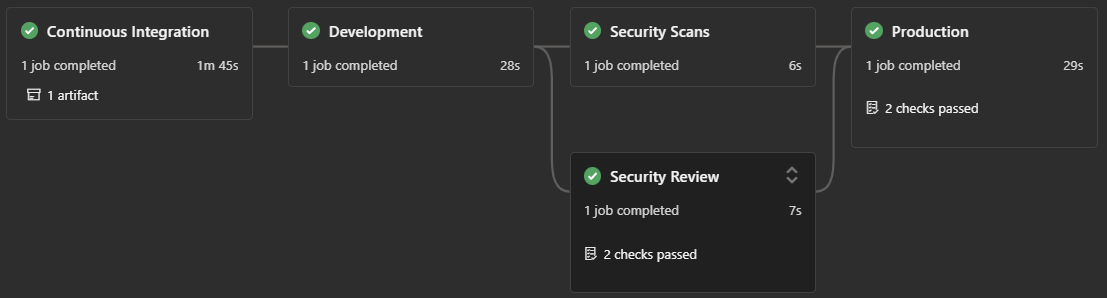 Continuous Integration
1 job completed 1m 45s
1 artifact
Development
1 job completed 28s
Security Scans
1 job completed 6s
Security Review
1 job completed 7s
2 checks passed
Production
1 job completed 29s
2 checks passed